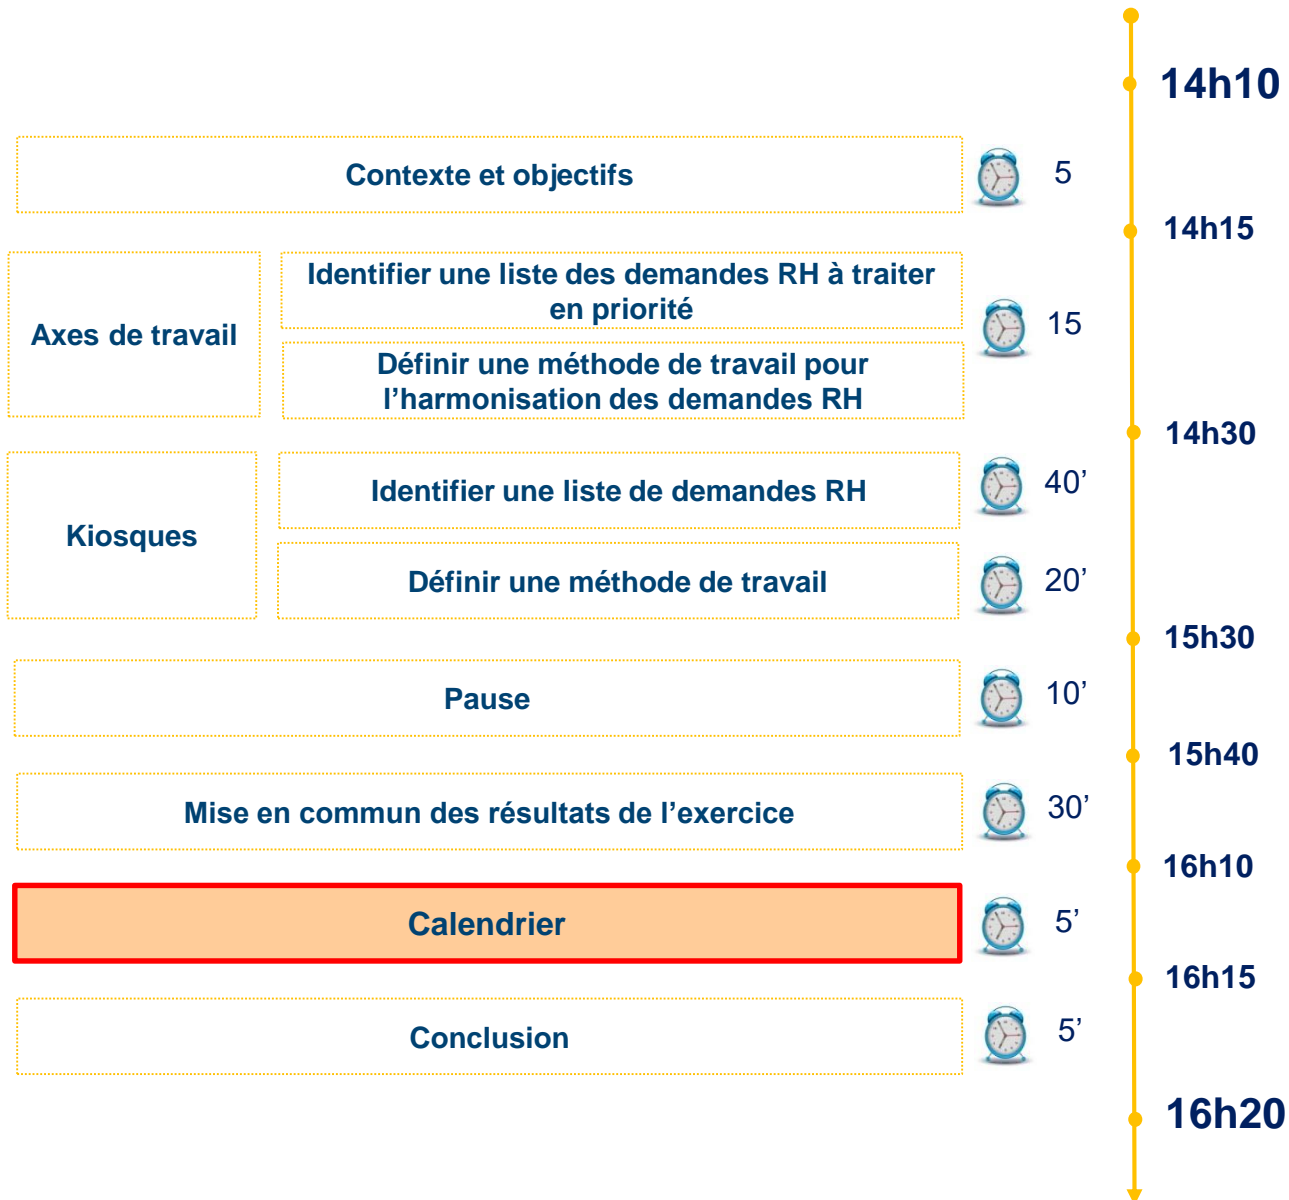 14h10
Contexte et objectifs
5
14h15
Axes de travail
Identifier une liste des demandes RH à traiter
en priorité
15
Définir une méthode de travail pour
l’harmonisation des demandes RH
14h30
Kiosques
Identifier une liste de demandes RH
40’
Définir une méthode de travail
20’
15h30
Pause
10’
15h40
Mise en commun des résultats de l’exercice
30’
16h10
Calendrier
5’
16h15
Conclusion
5’
16h20